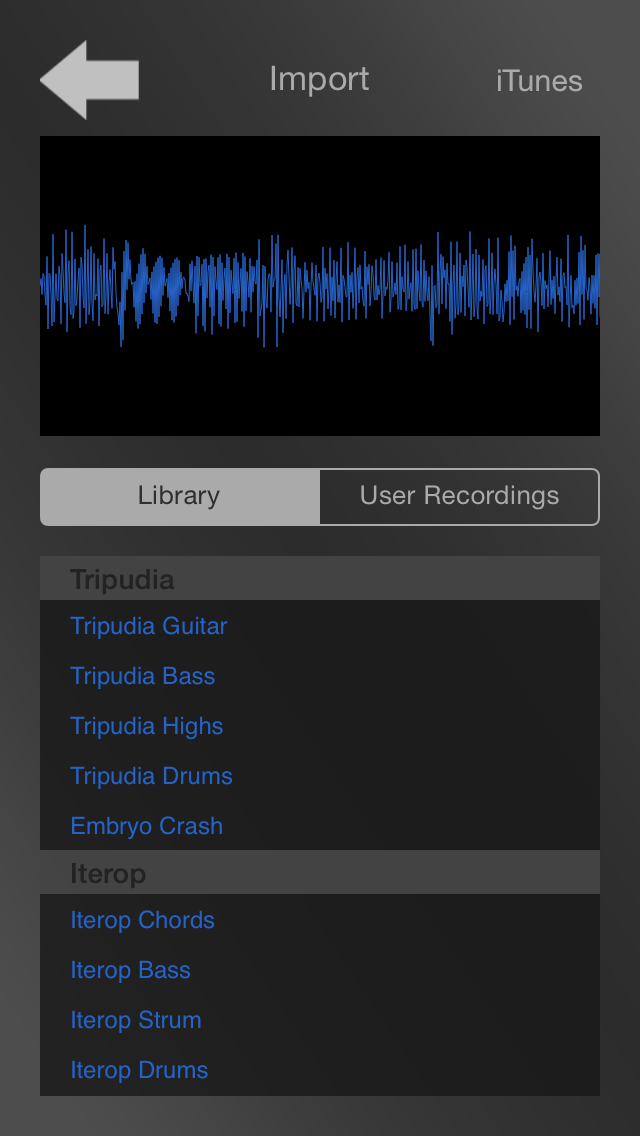 Import
iTunes
Library
User Recordings
Tripudia
Tripudia Guitar
Tripudia Bass
Tripudia Highs
Tripudia Drums
Embryo Crash
Iterop
Iterop Chords
Iterop Bass
Iterop Strum
Iterop Drums